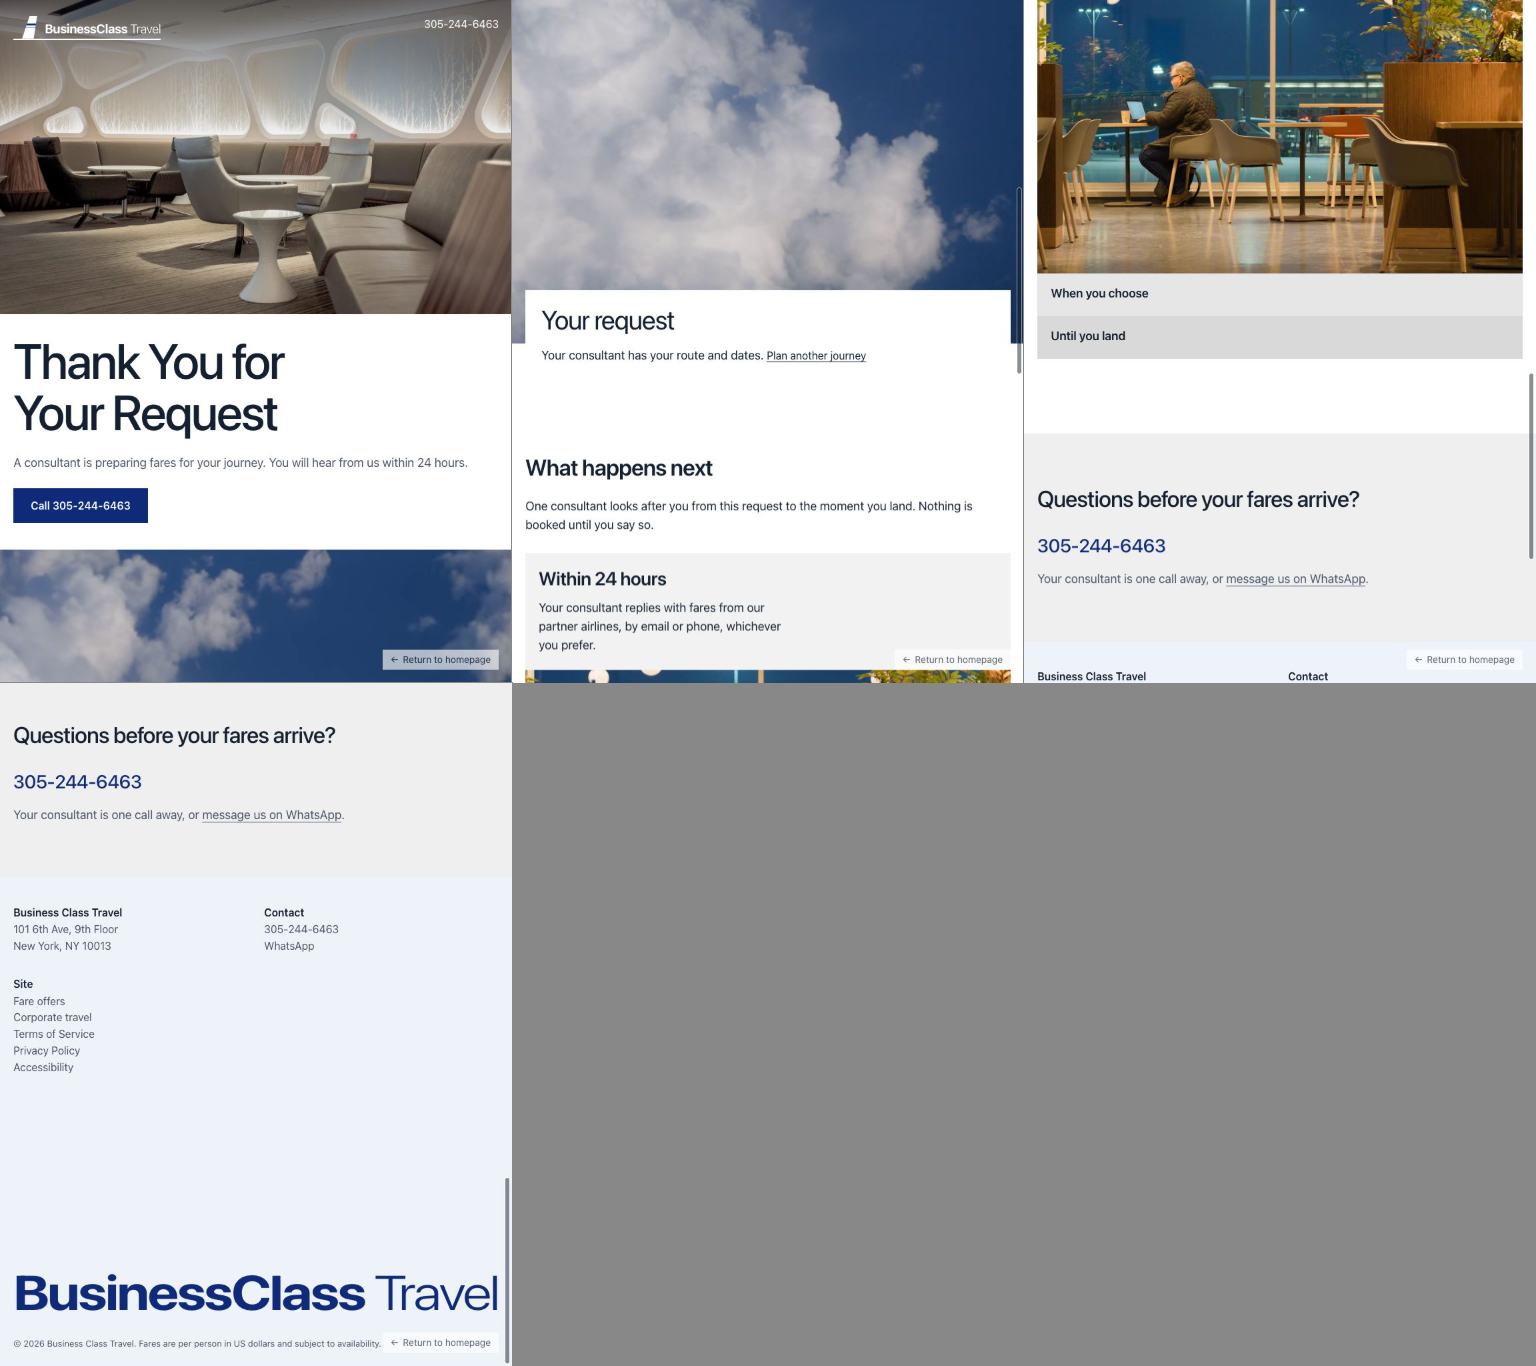 BusinessClass Travel
305-244-6463
Thank You for
Your Request
A consultant is preparing fares for your journey. You will hear from us within 24 hours.
Call 305-244-6463
← Return to homepage
Your request
Your consultant has your route and dates. Plan another journey
What happens next
One consultant looks after you from this request to the moment you land. Nothing is
booked until you say so.
Within 24 hours
Your consultant replies with fares from our
partner airlines, by email or phone, whichever
you prefer.
← Return to homepage
When you choose
Until you land
Questions before your fares arrive?
305-244-6463
Your consultant is one call away, or message us on WhatsApp.
← Return to homepage
Business Class Travel
Contact
Questions before your fares arrive?
305-244-6463
Your consultant is one call away, or message us on WhatsApp.
Business Class Travel
101 6th Ave, 9th Floor
New York, NY 10013
Contact
305-244-6463
WhatsApp
Site
Fare offers
Corporate travel
Terms of Service
Privacy Policy
Accessibility
BusinessClass Travel
© 2026 Business Class Travel. Fares are per person in US dollars and subject to availability.
← Return to homepage